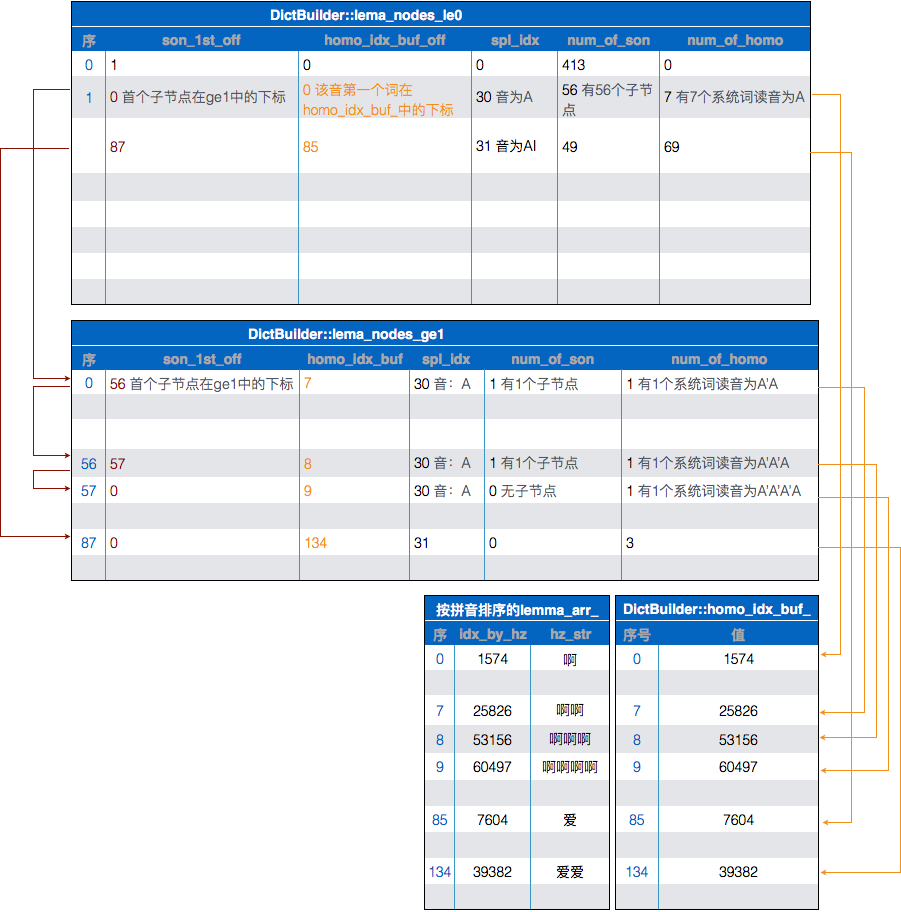 DictBuilder::lema_nodes_le0
序 son_1st_off homo_idx_buf_off spl_idx num_of_son num_of_homo
0 1 0 0 413 0
1 0 首个子节点在ge1中的下标 0 该音第一个词在 30 音为A 56 有56个子节 7 有7个系统词读音为A
homo_idx_buf_中的下标 点
87 85 31 音为AI 49 69
DictBuilder::lema_nodes_ge1
序 son_1st_off homo_idx_buf spl_idx num_of_son num_of_homo
0 56 首个子节点在ge1中的下标 7 30 音：A 1 有1个子节点 1 有1个系统词读音为A'A
56 57 8 30 音：A 1 有1个子节点 1 有1个系统词读音为A'A'A
57 0 9 30 音：A 0 无子节点 1 有1个系统词读音为A'A'A'A
87 0 134 31 0 3
按拼音排序的lemma_arr_ DictBuilder::homo_idx_buf_
序 idx_by_hz hz_str 序号 值
0 1574 啊 0 1574
7 25826 啊啊 7 25826
8 53156 啊啊啊 8 53156
9 60497 啊啊啊啊 9 60497
85 7604 爱 85 7604
134 39382 爱爱 134 39382